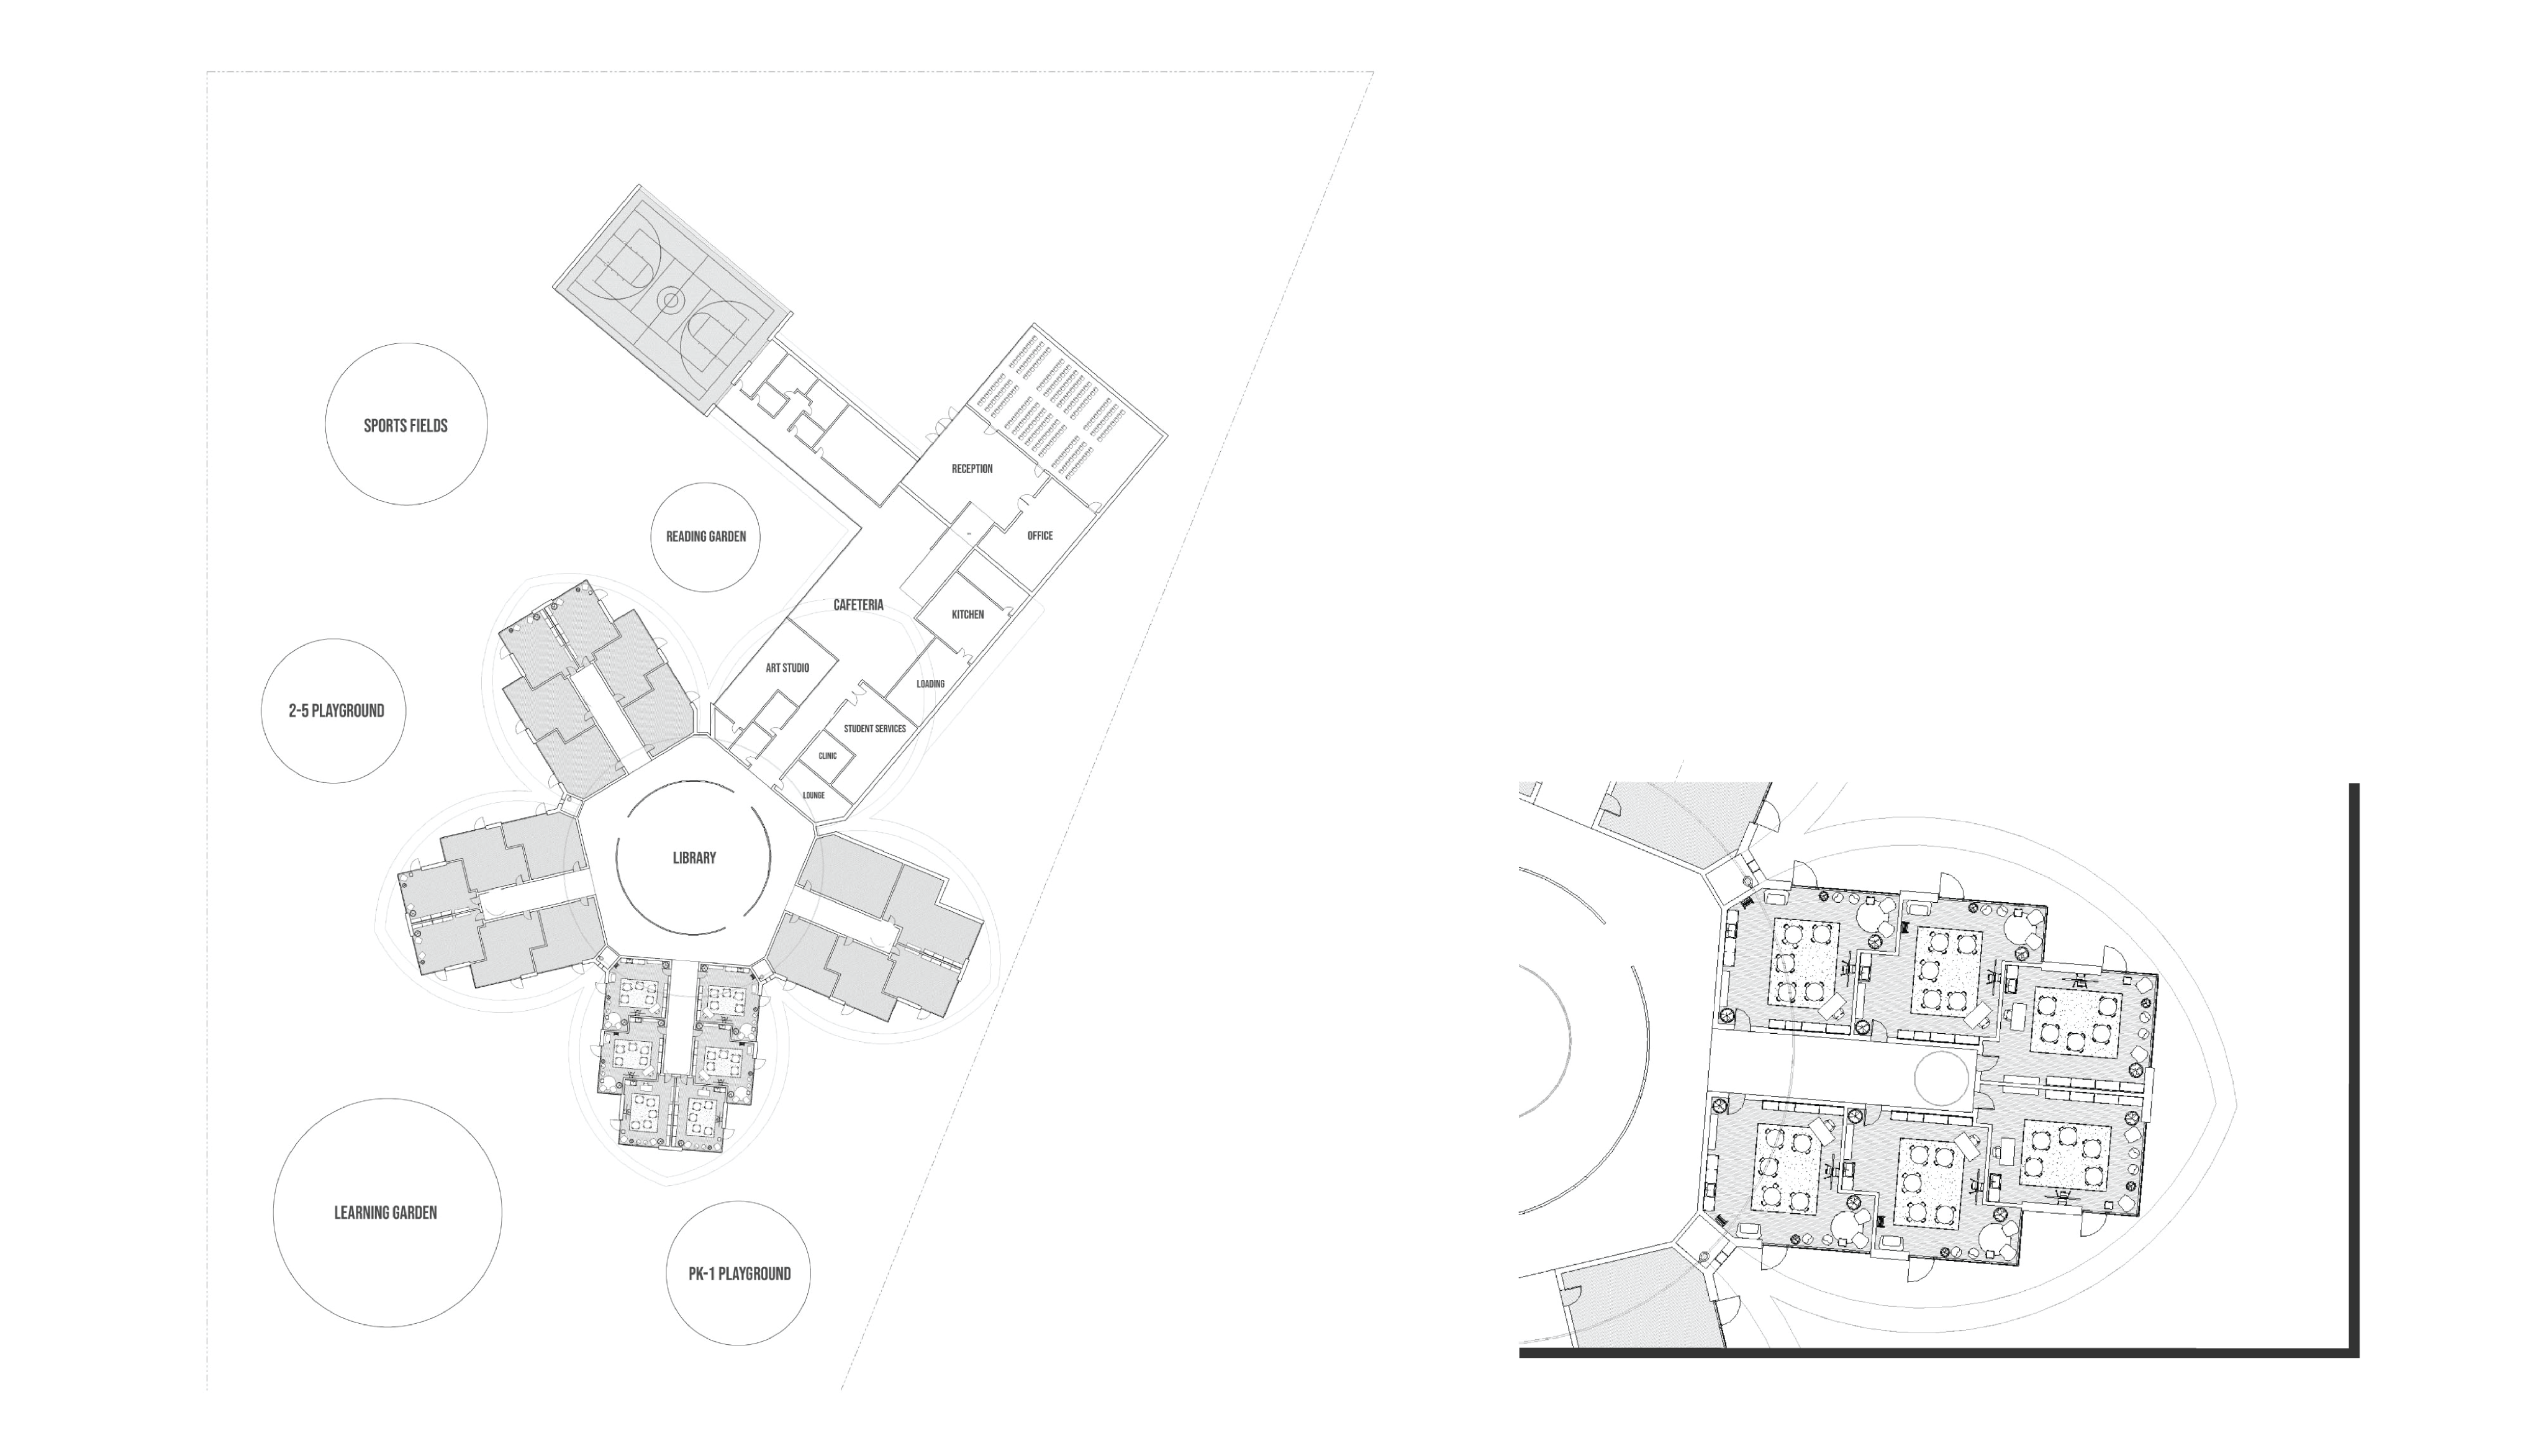 SPORTS FIELDS
RECEPTION
READING GARDEN
OFFICE
CAFETERIA
KITCHEN
ART STUDIO
LOADING
2-5 PLAYGROUND
STUDENT SERVICES
CLINIC
LOUNGE
LIBRARY
LEARNING GARDEN
PK-1 PLAYGROUND